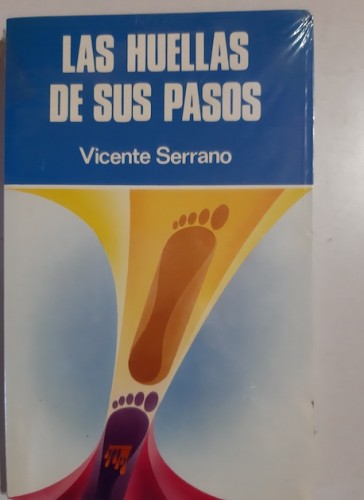 LAS HUELLAS
DE SUS PASOS
Vicente Serrano